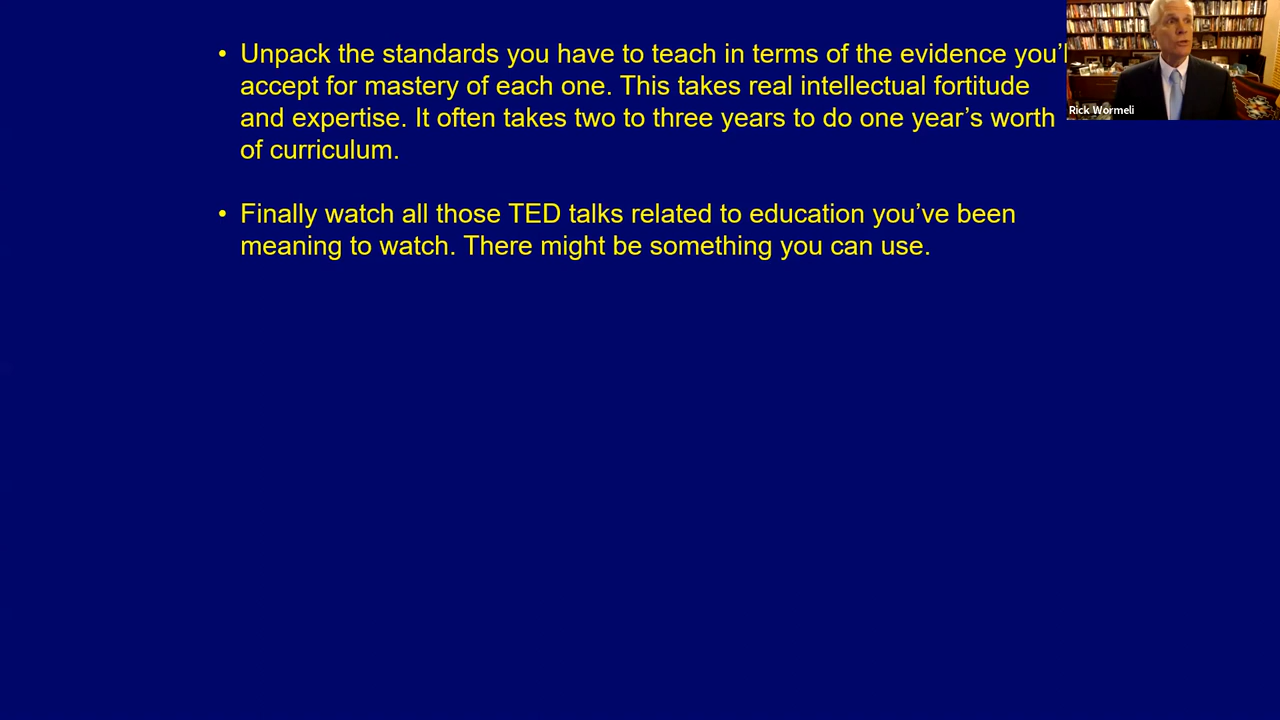 • Unpack the standards you have to teach in terms of the evidence you'l
accept for mastery of each one. This takes real intellectual fortitude
and expertise. It often takes two to three years to do one year’s worth
of curriculum.
• Finally watch all those TED talks related to education you’ve been
meaning to watch. There might be something you can use.
Rick Wormeli